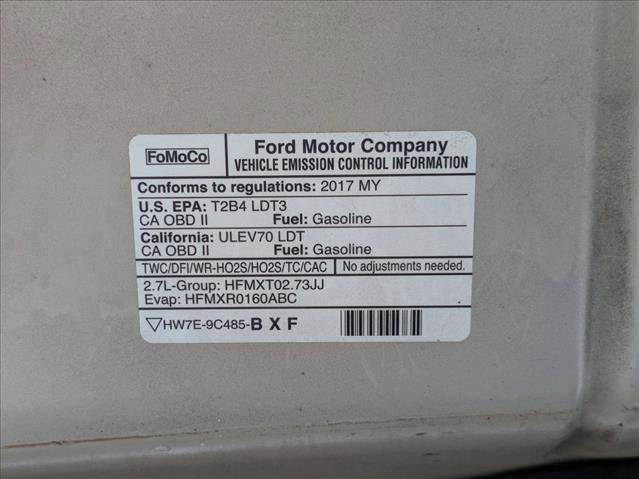 FoMoCo
Ford Motor Company
VEHICLE EMISSION CONTROL INFORMATION
Conforms to regulations: 2017 MY
U.S. EPA: T2B4 LDT3
CA OBD II Fuel: Gasoline
California: ULEV70 LDT
CA OBD II Fuel: Gasoline
TWC/DFI/WR-HO2S/HO2S/TC/CAC No adjustments needed.
2.7L-Group: HFMXT02.73JJ
Evap: HFMXR0160ABC
HW7E-9C485-B X F